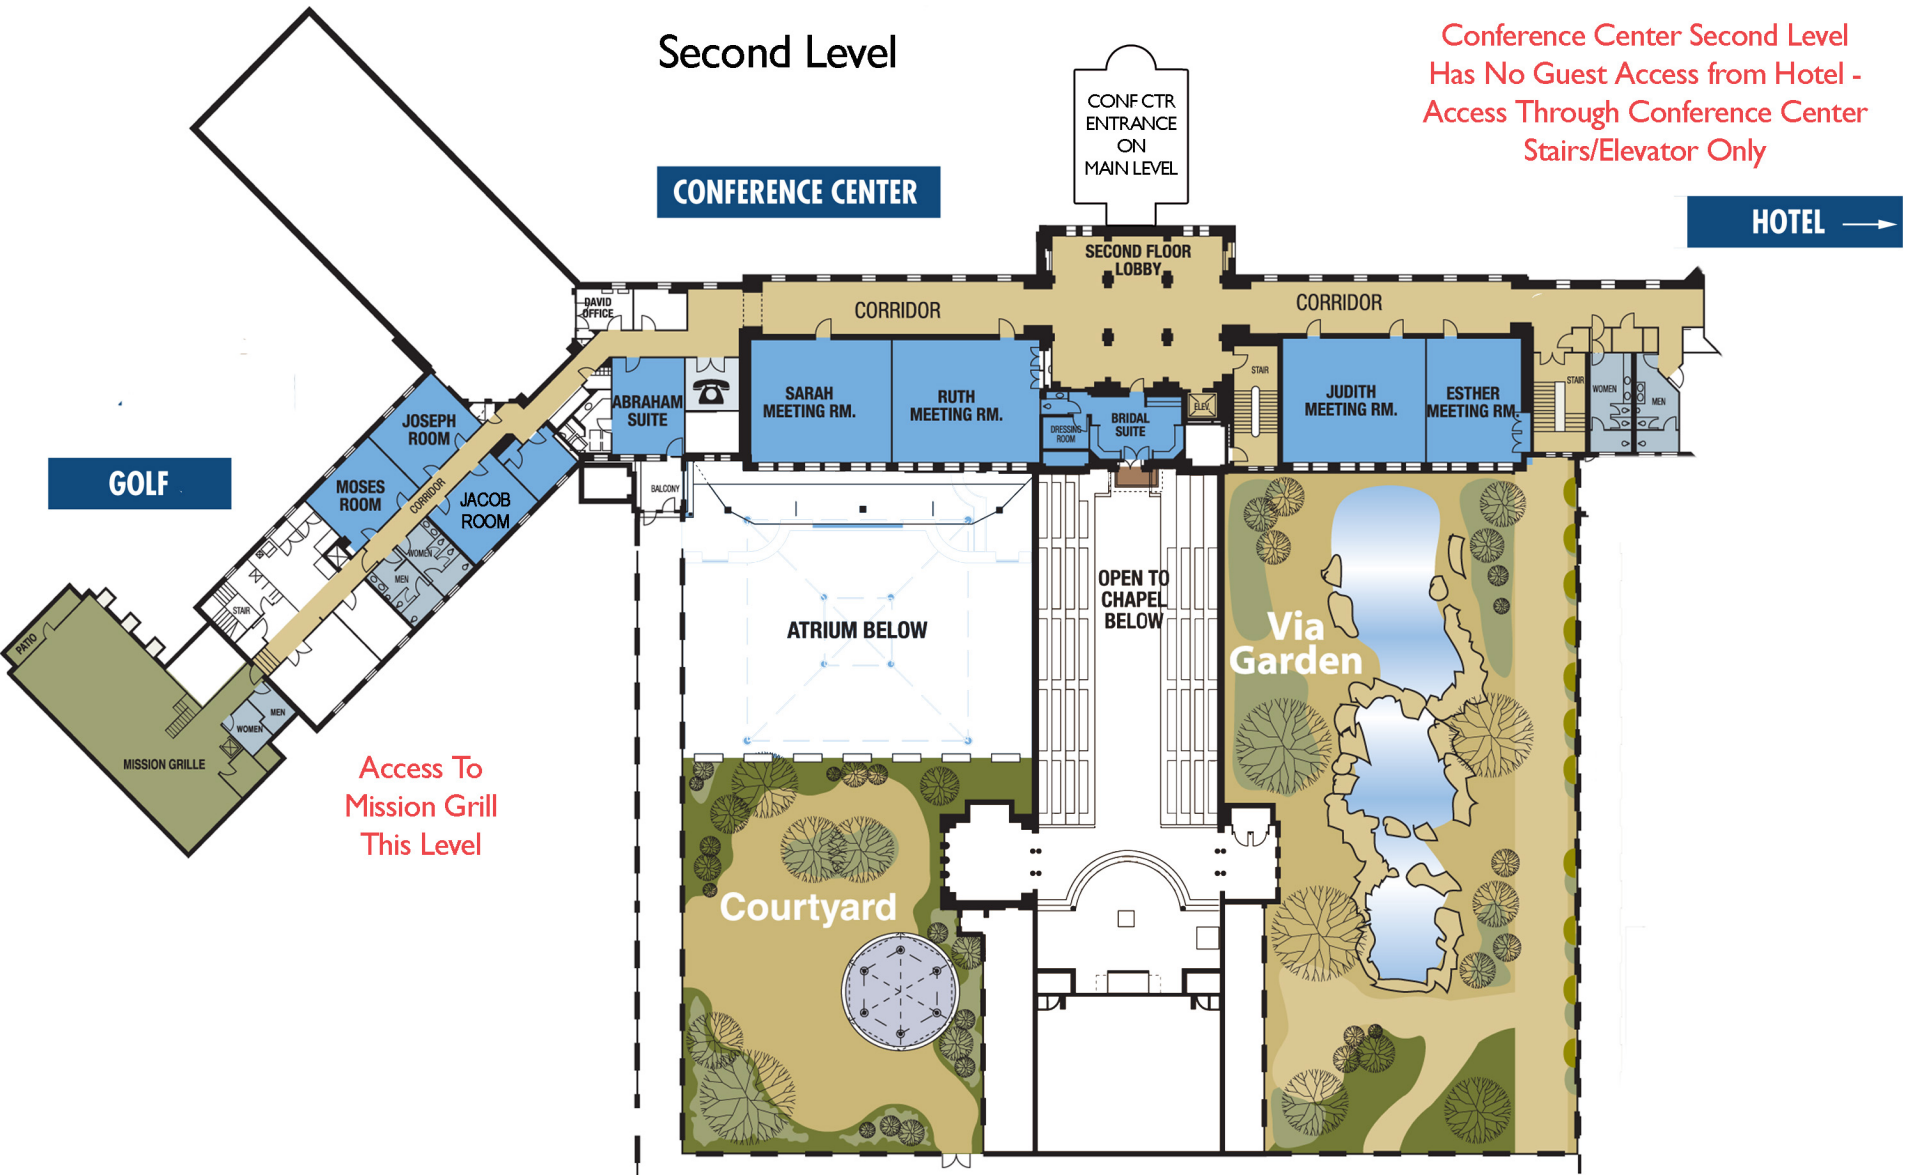 Second Level
Conference Center Second Level
Has No Guest Access from Hotel -
Access Through Conference Center
Stairs/Elevator Only
CONF CTR
ENTRANCE
ON
MAIN LEVEL
CONFERENCE CENTER
HOTEL
SECOND FLOOR
LOBBY
DAVID
OFFICE
CORRIDOR
CORRIDOR
STAIR
STAIR
WOMEN
MEN
ABRAHAM
SUITE
SARAH
MEETING RM.
RUTH
MEETING RM.
DRESSING
ROOM
BRIDAL
SUITE
ELEV.
JUDITH
MEETING RM.
ESTHER
MEETING RM.
JOSEPH
ROOM
MOSES
ROOM
CORRIDOR
JACOB
ROOM
GOLF
BALCONY
WOMEN
MEN
STAIR
PATIO
MISSION GRILLE
WOMEN
MEN
Access To
Mission Grill
This Level
ATRIUM BELOW
OPEN TO
CHAPEL
BELOW
Via
Garden
Courtyard